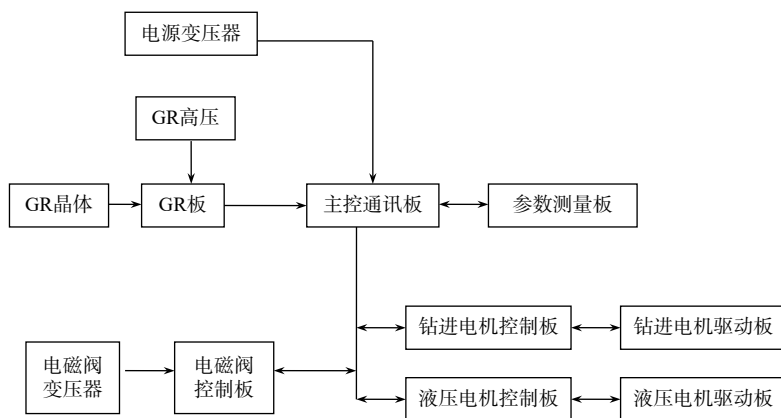 电源变压器
GR高压
GR晶体
GR板
主控通讯板
参数测量板
钻进电机控制板
钻进电机驱动板
电磁阀
变压器
电磁阀
控制板
液压电机控制板
液压电机驱动板